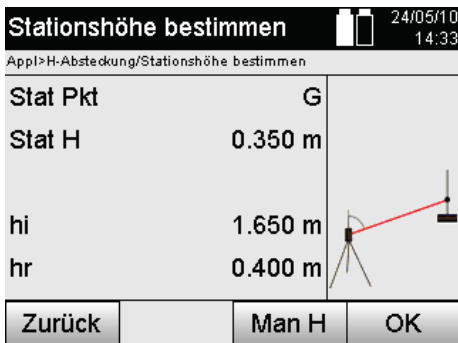 Stationshöhe bestimmen
24/05/10
14:33
Appl>H-Absteckung/Stationshöhe bestimmen
Stat Pkt G
Stat H 0.350 m
hi 1.650 m
hr 0.400 m
Zurück Man H OK